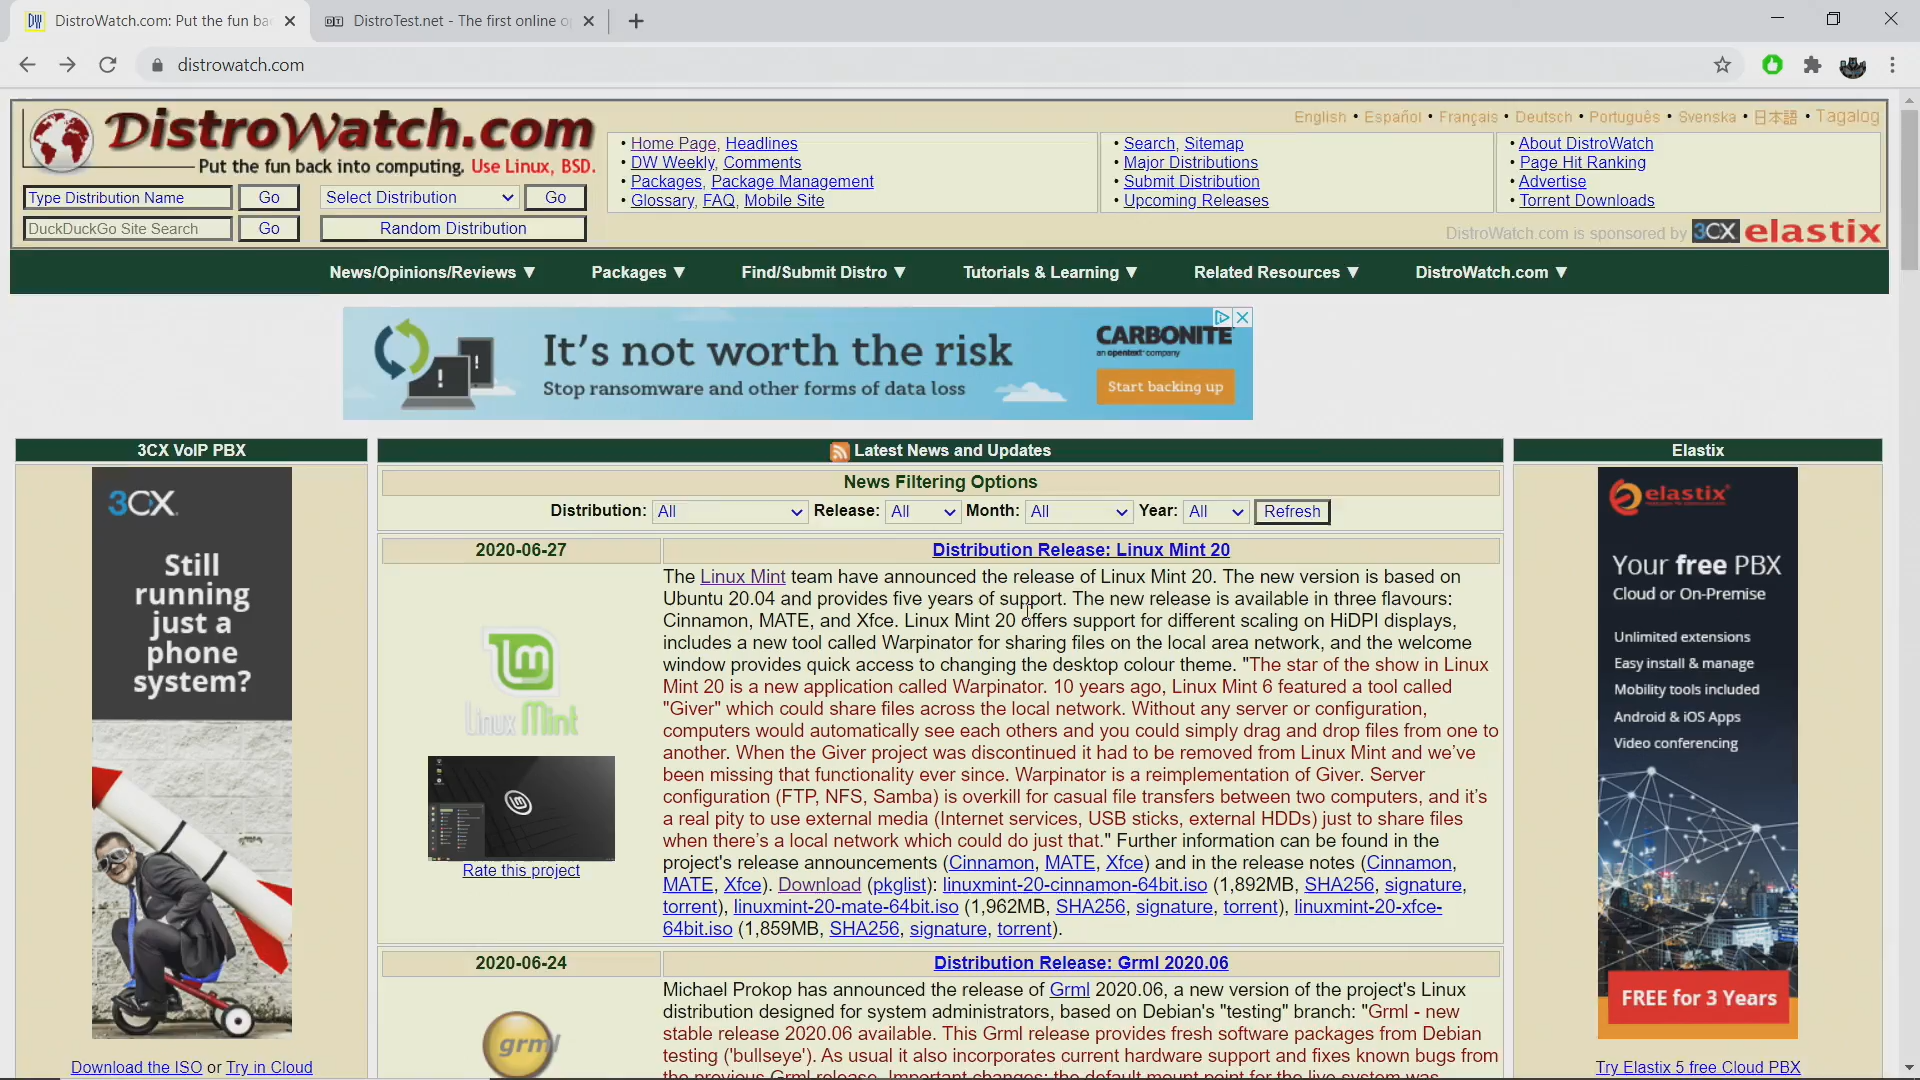 DistroWatch.com: Put the fun ba
DistroTest.net - The first online o
distrowatch.com
English • Español • Français • Deutsch • Português • Svenska • 日本語 • Tagalog
DistroWatch.com
Put the fun back into computing. Use Linux, BSD.
Type Distribution Name Go Select Distribution Go
DuckDuckGo Site Search Go Random Distribution
• Home Page, Headlines
• DW Weekly, Comments
• Packages, Package Management
• Glossary, FAQ, Mobile Site
• Search, Sitemap
• Major Distributions
• Submit Distribution
• Upcoming Releases
• About DistroWatch
• Page Hit Ranking
• Advertise
• Torrent Downloads
DistroWatch.com is sponsored by 3CX elastix
News/Opinions/Reviews ▼ Packages ▼ Find/Submit Distro ▼ Tutorials & Learning ▼ Related Resources ▼ DistroWatch.com ▼
It's not worth the risk
Stop ransomware and other forms of data loss
CARBONITE
an opentext company
Start backing up
3CX VoIP PBX
3CX
Still
running
just a
phone
system?
Download the ISO or Try in Cloud
Latest News and Updates
News Filtering Options
Distribution: All Release: All Month: All Year: All Refresh
2020-06-27 Distribution Release: Linux Mint 20
Linux Mint
Rate this project
The Linux Mint team have announced the release of Linux Mint 20. The new version is based on
Ubuntu 20.04 and provides five years of support. The new release is available in three flavours:
Cinnamon, MATE, and Xfce. Linux Mint 20 offers support for different scaling on HiDPI displays,
includes a new tool called Warpinator for sharing files on the local area network, and the welcome
window provides quick access to changing the desktop colour theme. "The star of the show in Linux
Mint 20 is a new application called Warpinator. 10 years ago, Linux Mint 6 featured a tool called
"Giver" which could share files across the local network. Without any server or configuration,
computers would automatically see each others and you could simply drag and drop files from one to
another. When the Giver project was discontinued it had to be removed from Linux Mint and we've
been missing that functionality ever since. Warpinator is a reimplementation of Giver. Server
configuration (FTP, NFS, Samba) is overkill for casual file transfers between two computers, and it's
a real pity to use external media (Internet services, USB sticks, external HDDs) just to share files
when there's a local network which could do just that." Further information can be found in the
project's release announcements (Cinnamon, MATE, Xfce) and in the release notes (Cinnamon,
MATE, Xfce). Download (pkglist): linuxmint-20-cinnamon-64bit.iso (1,892MB, SHA256, signature,
torrent), linuxmint-20-mate-64bit.iso (1,962MB, SHA256, signature, torrent), linuxmint-20-xfce-
64bit.iso (1,859MB, SHA256, signature, torrent).
2020-06-24 Distribution Release: Grml 2020.06
grml
Michael Prokop has announced the release of Grml 2020.06, a new version of the project's Linux
distribution designed for system administrators, based on Debian's "testing" branch: "Grml - new
stable release 2020.06 available. This Grml release provides fresh software packages from Debian
testing ('bullseye'). As usual it also incorporates current hardware support and fixes known bugs from
the previous Grml release. Important changes: the default mount point for the live system was
Elastix
elastix
Your free PBX
Cloud or On-Premise
Unlimited extensions
Easy install & manage
Mobility tools included
Android & iOS Apps
Video conferencing
FREE for 3 Years
Try Elastix 5 free Cloud PBX